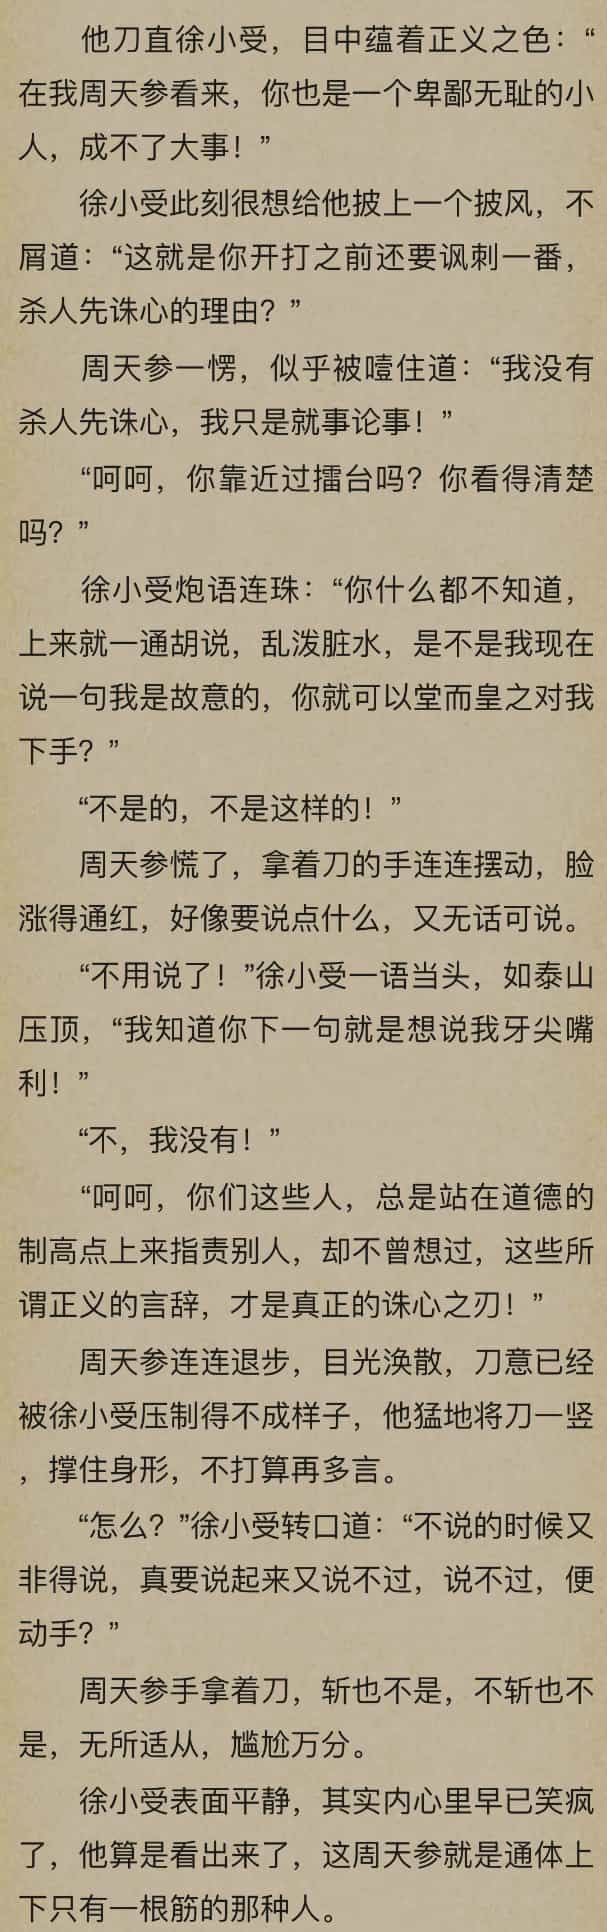 他刀直徐小受，目中蕴着正义之色：“
在我周天参看来，你也是一个卑鄙无耻的小
人，成不了大事！”
徐小受此刻很想给他披上一个披风，不
屑道：“这就是你开打之前还要讽刺一番，
杀人先诛心的理由？”
周天参一愣，似乎被噎住道：“我没有
杀人先诛心，我只是就事论事！”
“呵呵，你靠近过擂台吗？你看得清楚
吗？”
徐小受炮语连珠：“你什么都不知道，
上来就一通胡说，乱泼脏水，是不是我现在
说一句我是故意的，你就可以堂而皇之对我
下手？”
“不是的，不是这样的！”
周天参慌了，拿着刀的手连连摆动，脸
涨得通红，好像要说点什么，又无话可说。
“不用说了！”徐小受一语当头，如泰山
压顶，“我知道你下一句就是想说我牙尖嘴
利！”
“不，我没有！”
“呵呵，你们这些人，总是站在道德的
制高点上来指责别人，却不曾想过，这些所
谓正义的言辞，才是真正的诛心之刃！”
周天参连连退步，目光涣散，刀意已经
被徐小受压制得不成样子，他猛地将刀一竖
，撑住身形，不打算再多言。
“怎么？”徐小受转口道：“不说的时候又
非得说，真要说起来又说不过，说不过，便
动手？”
周天参手拿着刀，斩也不是，不斩也不
是，无所适从，尴尬万分。
徐小受表面平静，其实内心里早已笑疯
了，他算是看出来了，这周天参就是通体上
下只有一根筋的那种人。